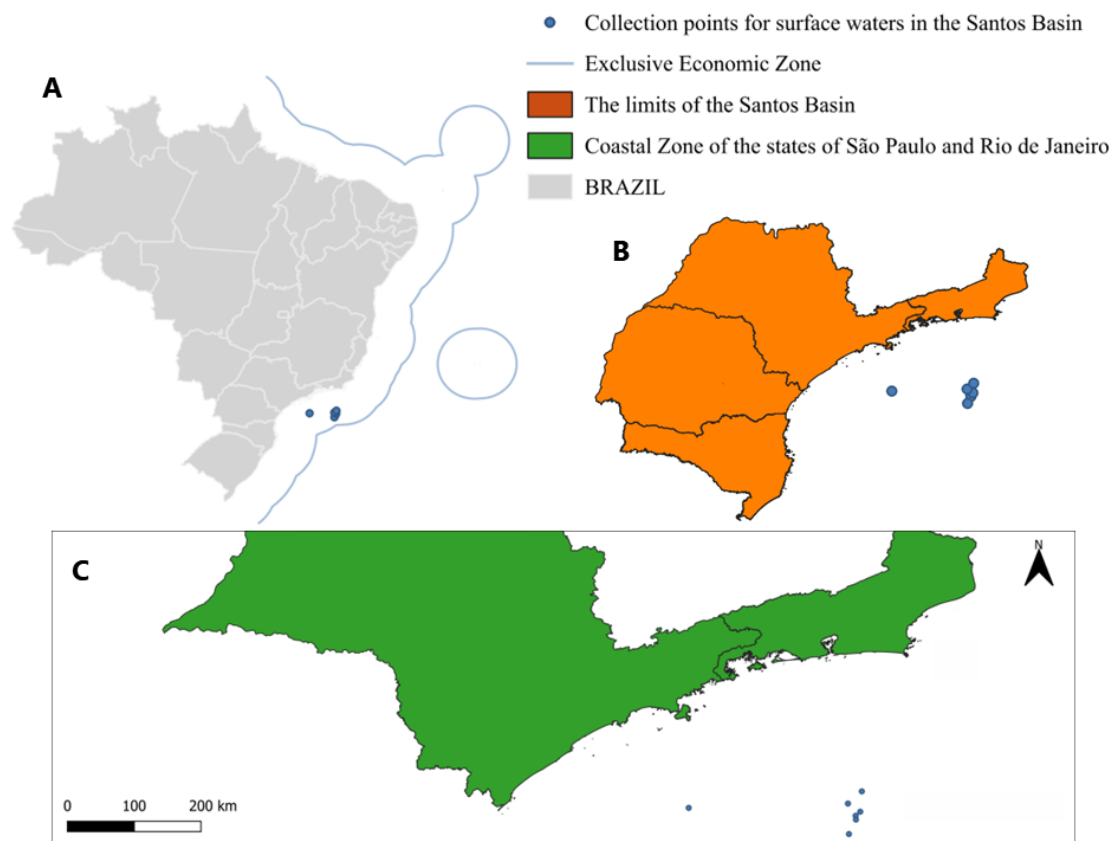 Collection points for surface waters in the Santos Basin
Exclusive Economic Zone
The limits of the Santos Basin
Coastal Zone of the states of São Paulo and Rio de Janeiro
BRAZIL
A
B
C
N
0 100 200 km